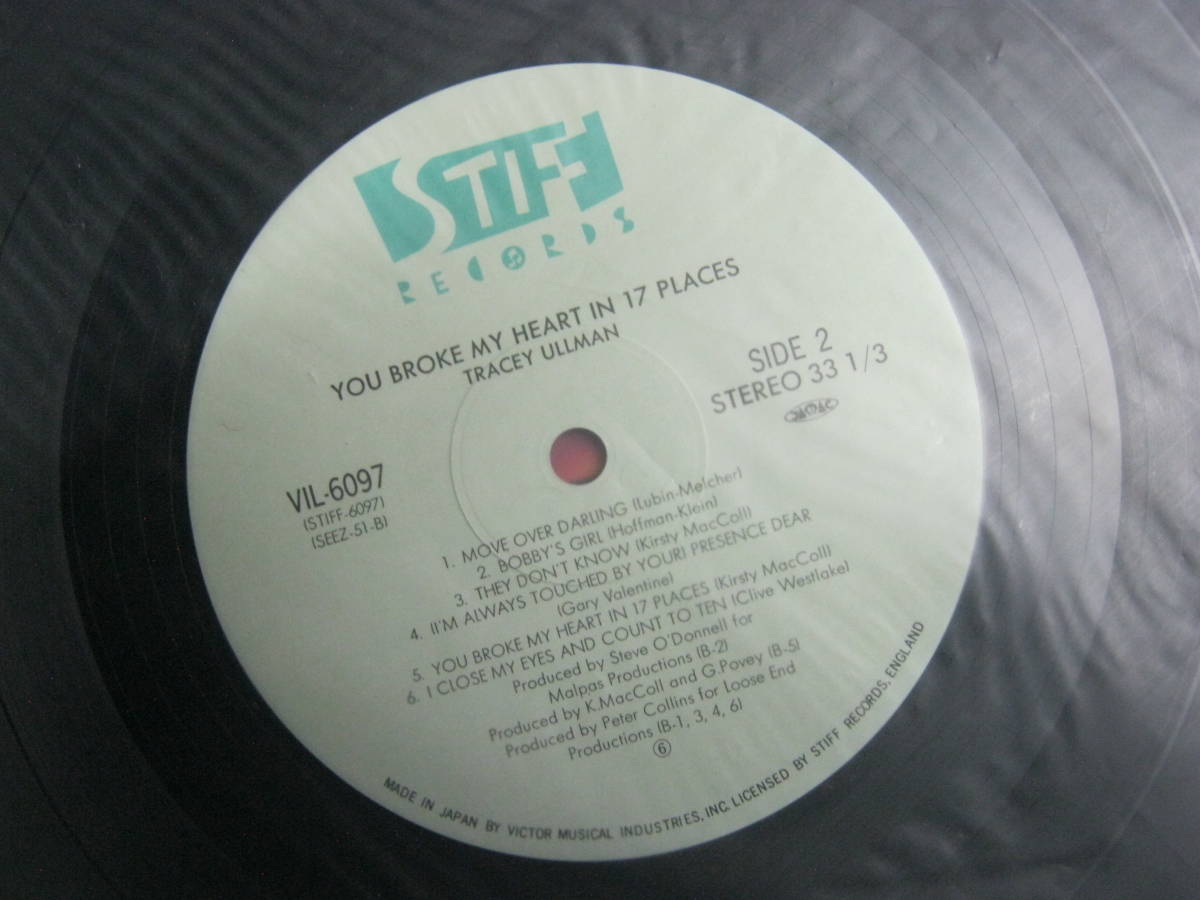 STIFF
RECORDS
YOU BROKE MY HEART IN 17 PLACES
TRACEY ULLMAN
SIDE 2
STEREO 33 1/3
VIL-6097
(STIFF-6097)
(SEEZ-51-B)
1. MOVE OVER DARLING (Lubin-Melcher)
2. BOBBY'S GIRL (Hoffman-Klein)
3. THEY DON'T KNOW (Kirsty MacColl)
4. (I'M ALWAYS TOUCHED BY YOUR) PRESENCE DEAR
(Gary Valentine)
5. YOU BROKE MY HEART IN 17 PLACES (Kirsty MacColl)
6. I CLOSE MY EYES AND COUNT TO TEN (Clive Westlake)
Produced by Steve O'Donnell for
Malpas Productions (B-2)
Produced by K.MacColl and G.Povey (B-5)
Produced by Peter Collins for Loose End
Productions (B-1, 3, 4, 6)
⑥
MADE IN JAPAN BY VICTOR MUSICAL INDUSTRIES, INC. LICENSED BY STIFF RECORDS, ENGLAND